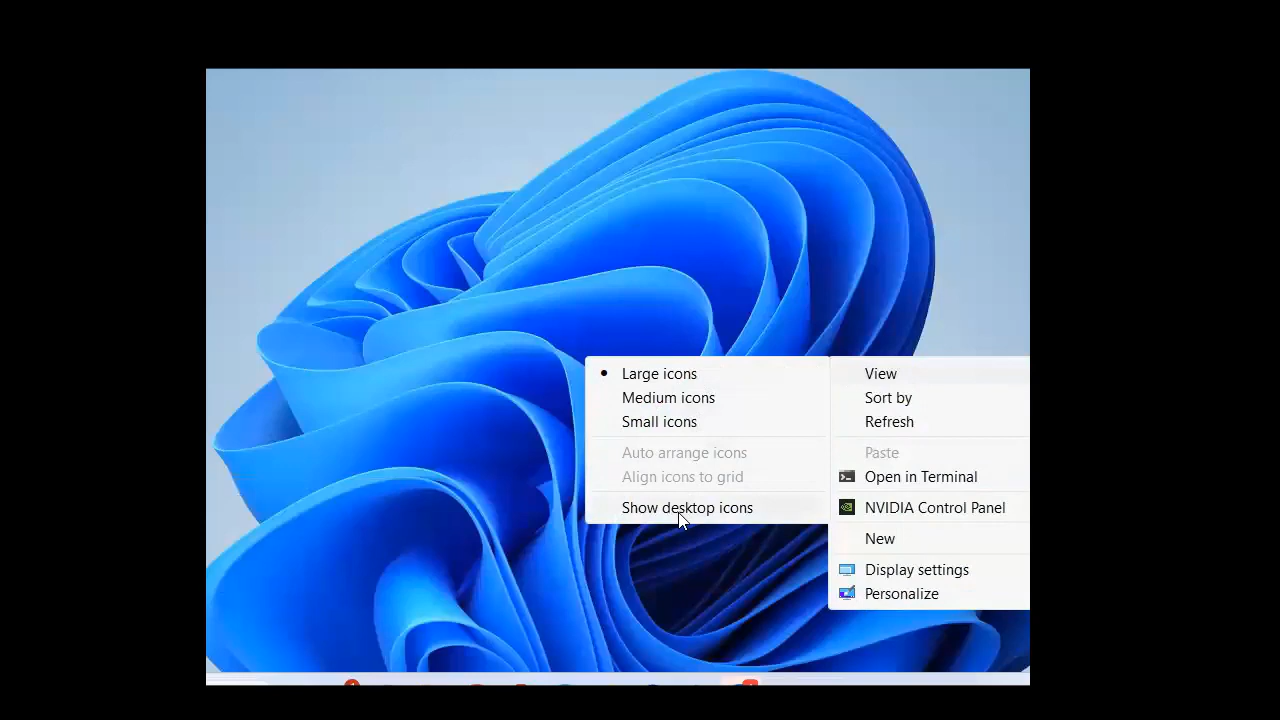 Large icons
Medium icons
Small icons
Auto arrange icons
Align icons to grid
Show desktop icons
View
Sort by
Refresh
Paste
Open in Terminal
NVIDIA Control Panel
New
Display settings
Personalize